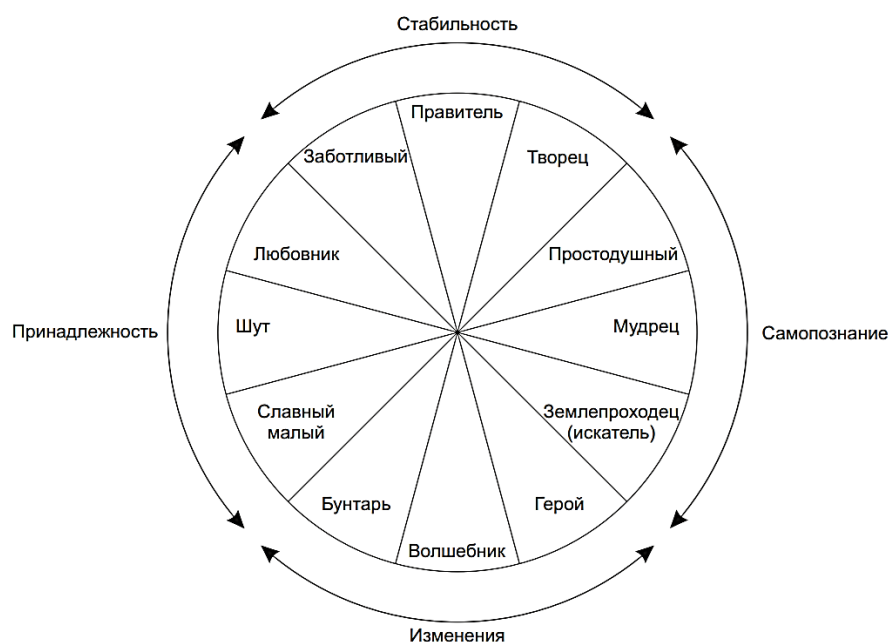 Стабильность
Правитель
Заботливый
Творец
Любовник
Простодушный
Принадлежность
Шут
Мудрец
Самопознание
Славный
малый
Землепроходец
(искатель)
Бунтарь
Герой
Волшебник
Изменения